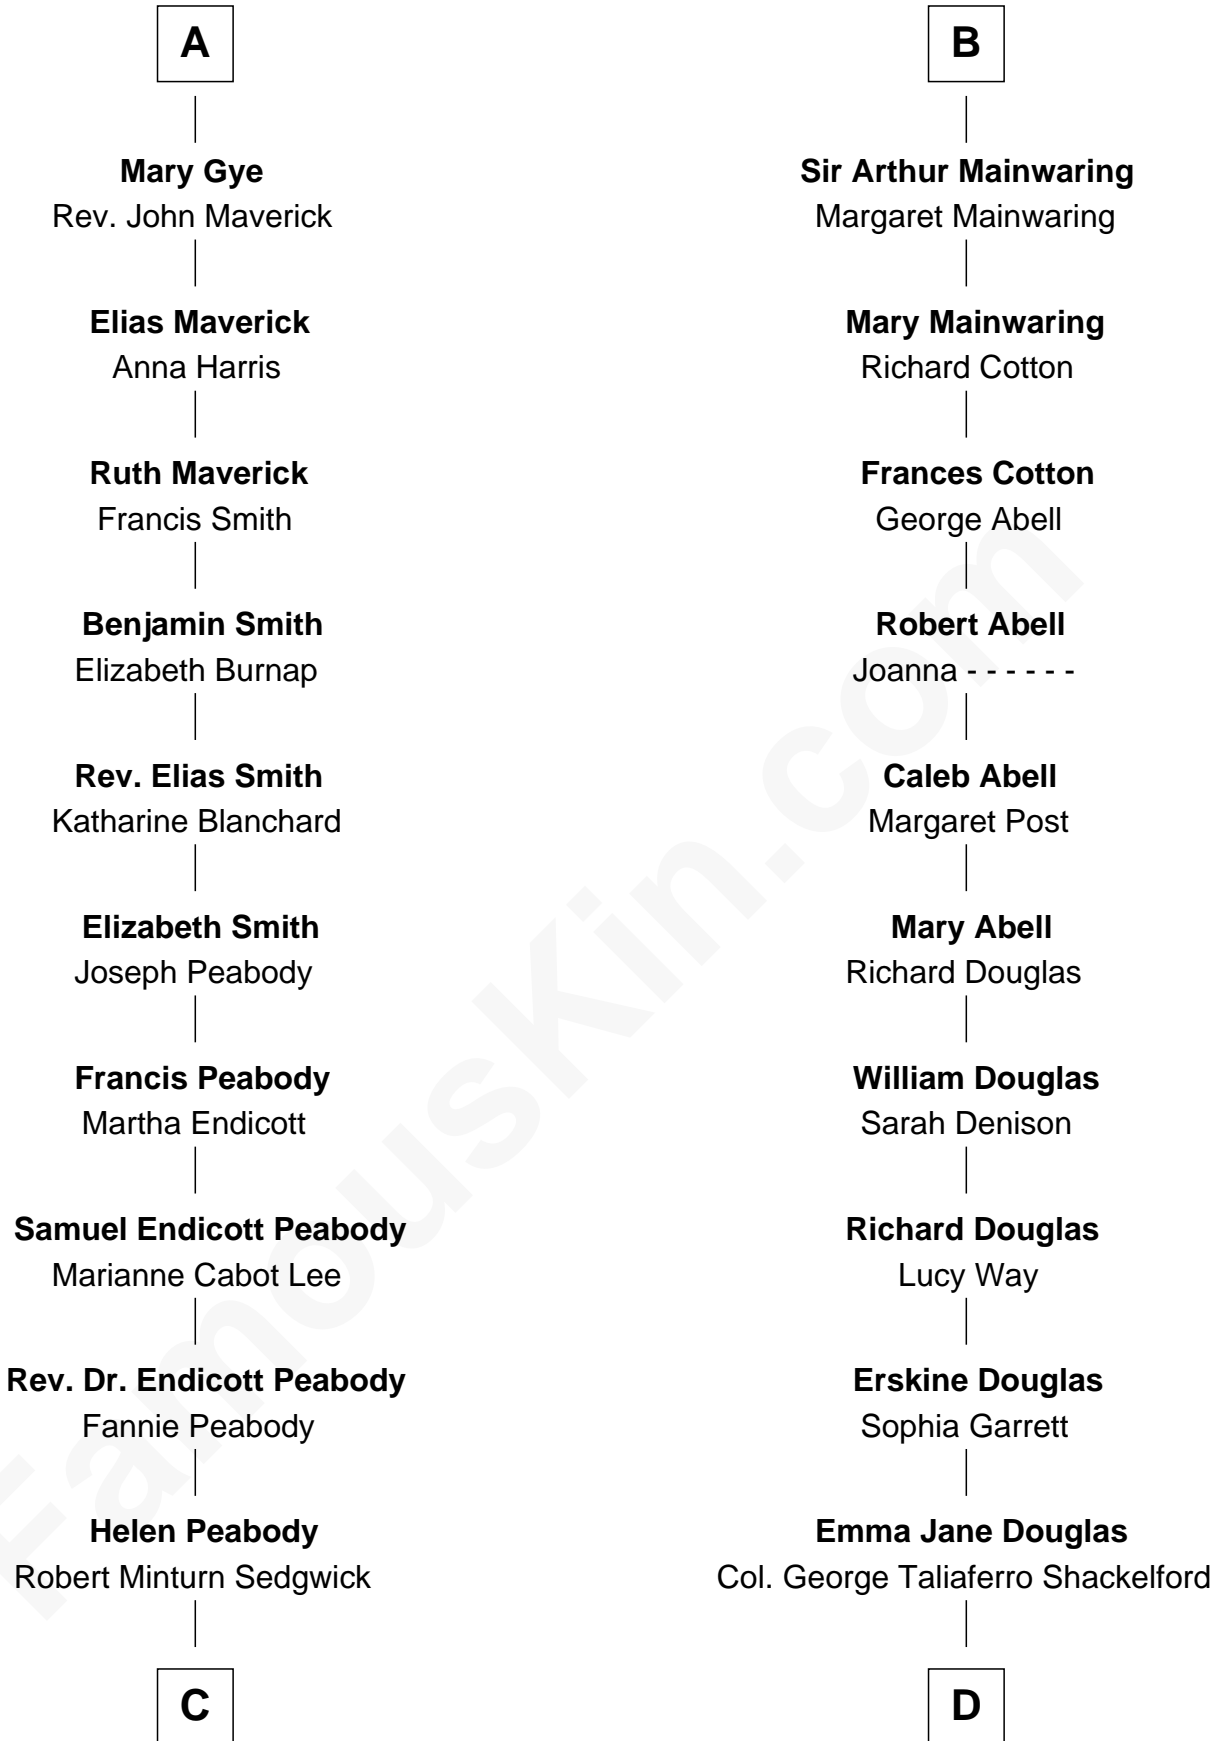 A
Mary Gye
Rev. John Maverick
Elias Maverick
Anna Harris
Ruth Maverick
Francis Smith
Benjamin Smith
Elizabeth Burnap
Rev. Elias Smith
Katharine Blanchard
Elizabeth Smith
Joseph Peabody
Francis Peabody
Martha Endicott
Samuel Endicott Peabody
Marianne Cabot Lee
Rev. Dr. Endicott Peabody
Fannie Peabody
Helen Peabody
Robert Minturn Sedgwick
C
B
Sir Arthur Mainwaring
Margaret Mainwaring
Mary Mainwaring
Richard Cotton
Frances Cotton
George Abell
Robert Abell
Joanna - - - - - -
Caleb Abell
Margaret Post
Mary Abell
Richard Douglas
William Douglas
Sarah Denison
Richard Douglas
Lucy Way
Erskine Douglas
Sophia Garrett
Emma Jane Douglas
Col. George Taliaferro Shackelford
D
FamousKin.com